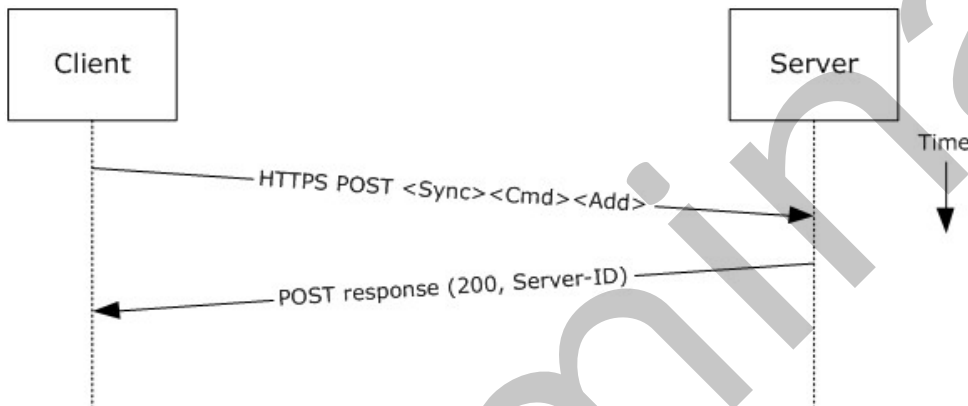 Client
Server
Time
HTTPS POST <Sync><Cmd><Add>
POST response (200, Server-ID)